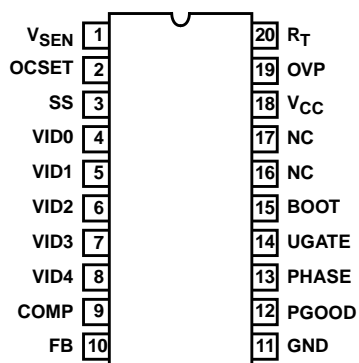 VSEN 1 20 RT
OCSET 2 19 OVP
SS 3 18 VCC
VID0 4 17 NC
VID1 5 16 NC
VID2 6 15 BOOT
VID3 7 14 UGATE
VID4 8 13 PHASE
COMP 9 12 PGOOD
FB 10 11 GND